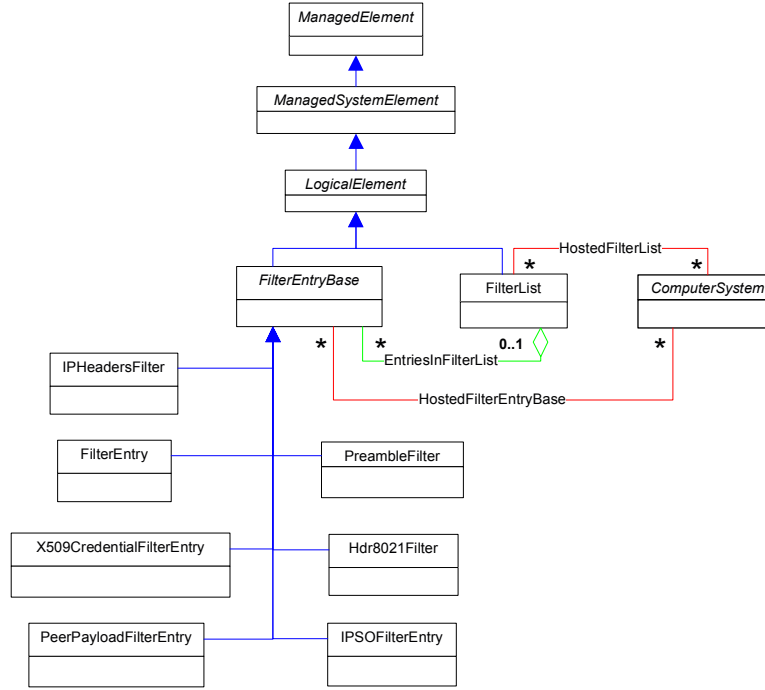 ManagedElement
ManagedSystemElement
LogicalElement
HostedFilterList
* *
FilterEntryBase
FilterList
ComputerSystem
* * 0..1 *
EntriesInFilterList
IPHeadersFilter
HostedFilterEntryBase
FilterEntry
PreambleFilter
X509CredentialFilterEntry
Hdr8021Filter
PeerPayloadFilterEntry
IPSOFilterEntry